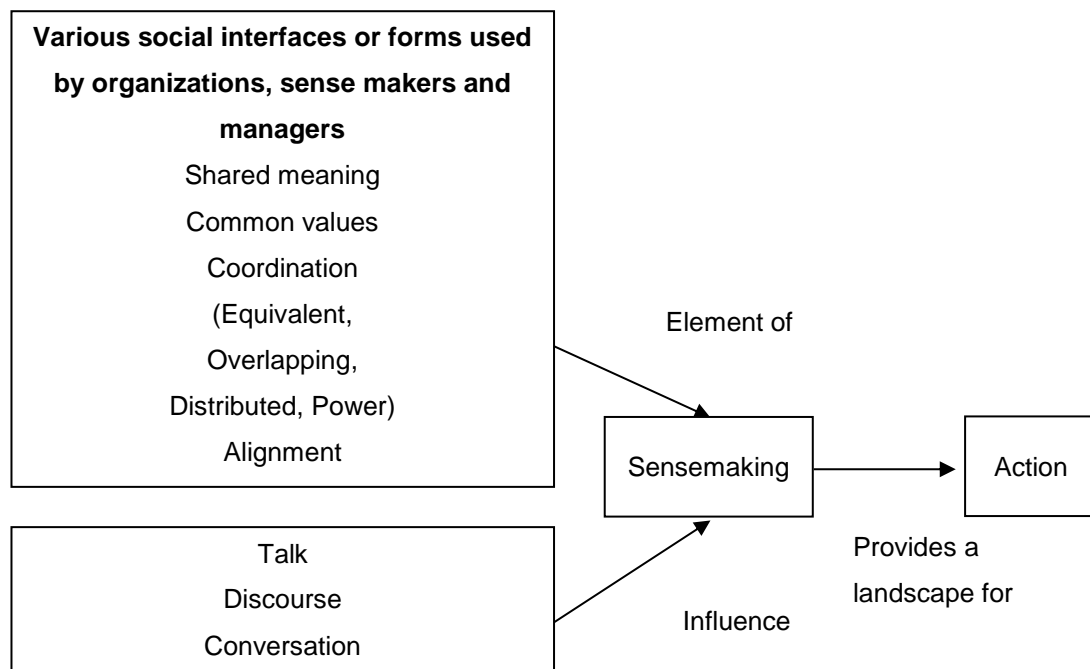 Various social interfaces or forms used
by organizations, sense makers and
managers
Shared meaning
Common values
Coordination
(Equivalent,
Overlapping,
Distributed, Power)
Alignment
Element of
Sensemaking
Action
Talk
Discourse
Conversation
Influence
Provides a
landscape for